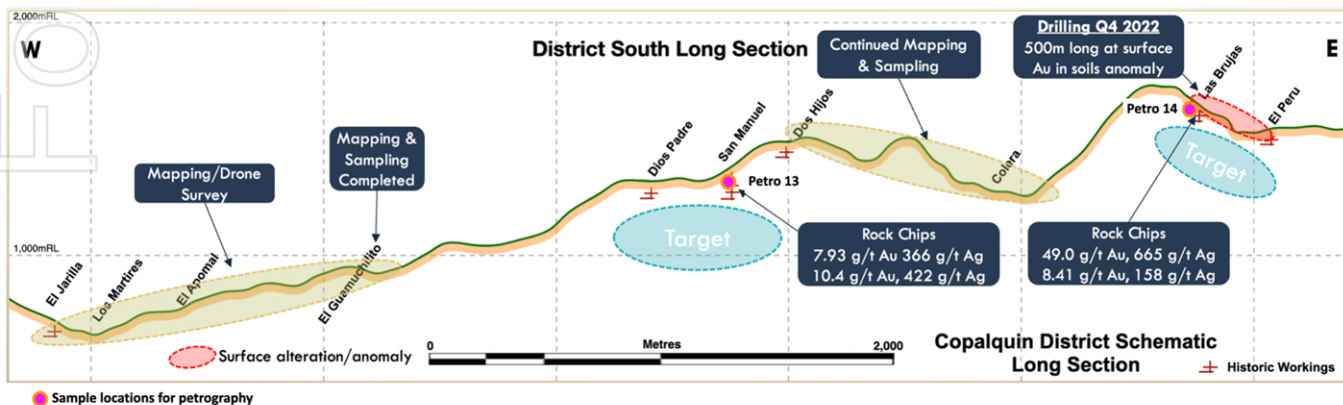 2,000mRL
W
District South Long Section
E
Drilling Q4 2022
500m long at surface
Au in soils anomaly
Continued Mapping
& Sampling
Las Brujas
El Peru
Petro 14
Target
Mapping &
Sampling
Completed
Mapping/Drone
Survey
Dios Padre
San Manuel
Dos Hijos
Colora
Petro 13
Target
Rock Chips
7.93 g/t Au 366 g/t Ag
10.4 g/t Au, 422 g/t Ag
Rock Chips
49.0 g/t Au, 665 g/t Ag
8.41 g/t Au, 158 g/t Ag
1,000mRL
El Jarilla
Los Martires
El Apomal
El Guamuchilito
Surface alteration/anomaly
0
Metres
2,000
Copalquin District Schematic
Long Section
Historic Workings
Sample locations for petrography